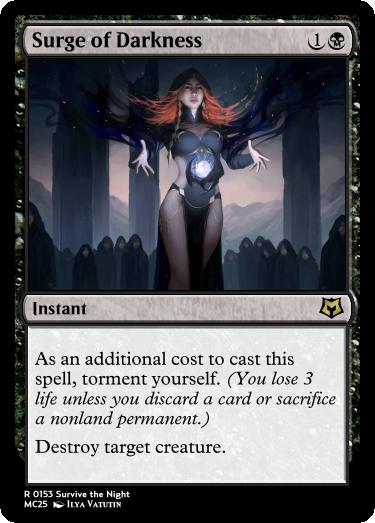 Surge of Darkness 1
Instant
As an additional cost to cast this
spell, torment yourself. (You lose 3
life unless you discard a card or sacrifice
a nonland permanent.)
Destroy target creature.
R 0153 Survive the Night
MC25 Ilya Vatutin